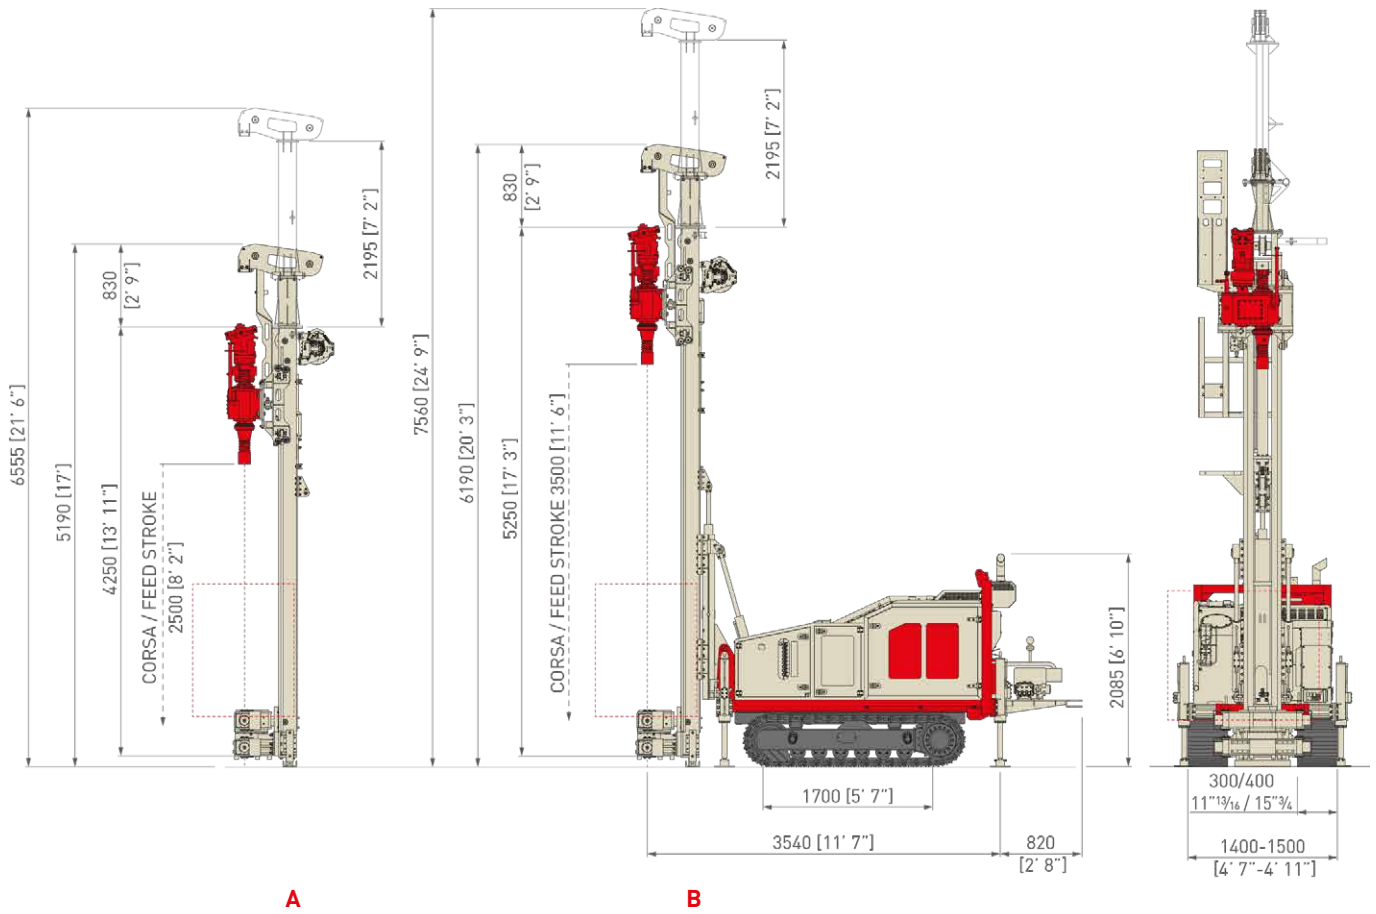 6555 [21' 6"]
5190 [17']
830
[2' 9"]
4250 [13' 11"]
CORSA / FEED STROKE
2500 [8' 2"]
2195 [7' 2"]
7560 [24' 9"]
6190 [20' 3"]
830
[2' 9"]
5250 [17' 3"]
CORSA / FEED STROKE 3500 [11' 6"]
2195 [7' 2"]
2085 [6' 10"]
1700 [5' 7"]
3540 [11' 7"]
820
[2' 8"]
300/400
11"13/16 / 15"3/4
1400-1500
[4' 7"-4' 11"]
A
B